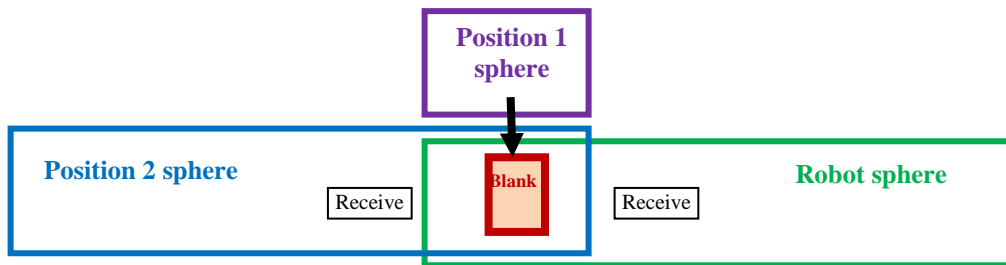 Position 1
sphere
Position 2 sphere
Blank
Robot sphere
Receive
Receive